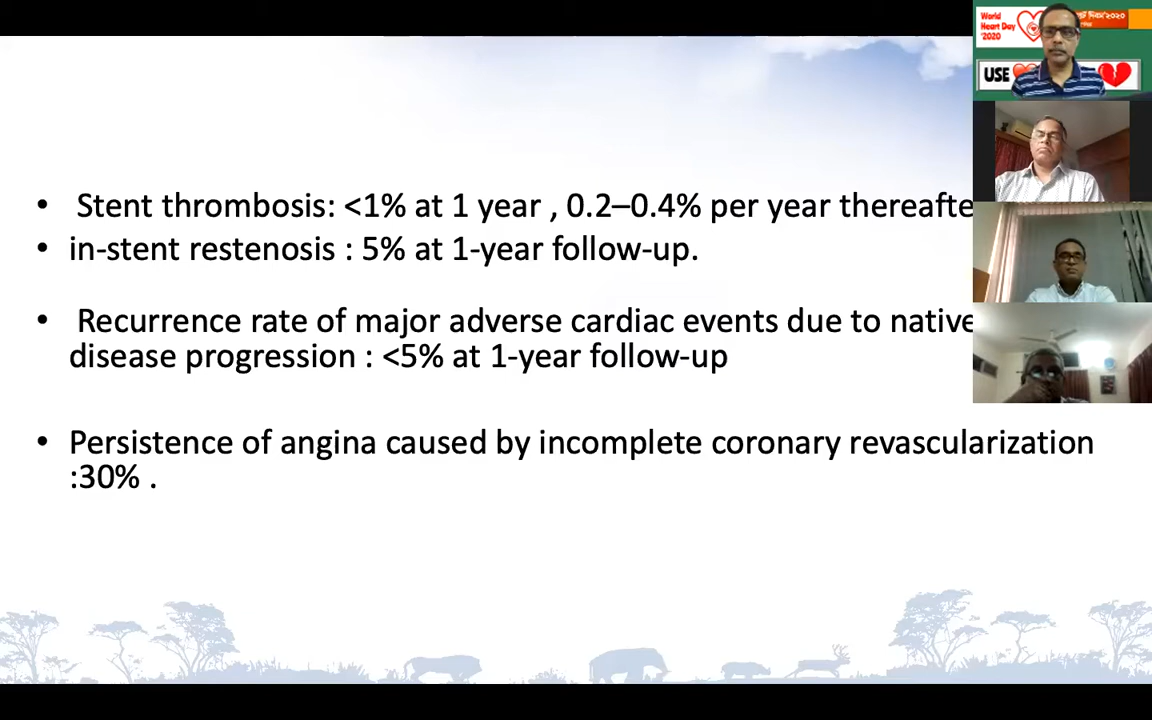 • Stent thrombosis: <1% at 1 year , 0.2–0.4% per year thereafte
• in-stent restenosis : 5% at 1-year follow-up.
• Recurrence rate of major adverse cardiac events due to native
disease progression : <5% at 1-year follow-up
• Persistence of angina caused by incomplete coronary revascularization
:30% .
World
Heart Day
'2020
দিবস'২০২০
USE